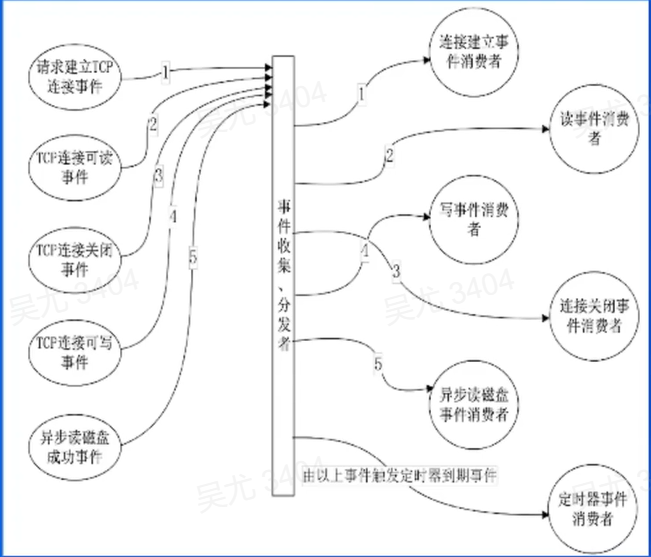 请求建立TCP
连接事件
1
TCP连接可读
事件
2
TCP连接关闭
事件
3
TCP连接可写
事件
4
异步读磁盘
成功事件
5
事件收集、分发者
1
连接建立事
件消费者
2
读事件消费
者
4
写事件消费
者
3
连接关闭事
件消费者
5
异步读磁盘
事件消费者
由以上事件触发定时器到期事件
定时器事件
消费者
吴尤 3404
吴尤 3404
吴尤 3404
吴尤 3404